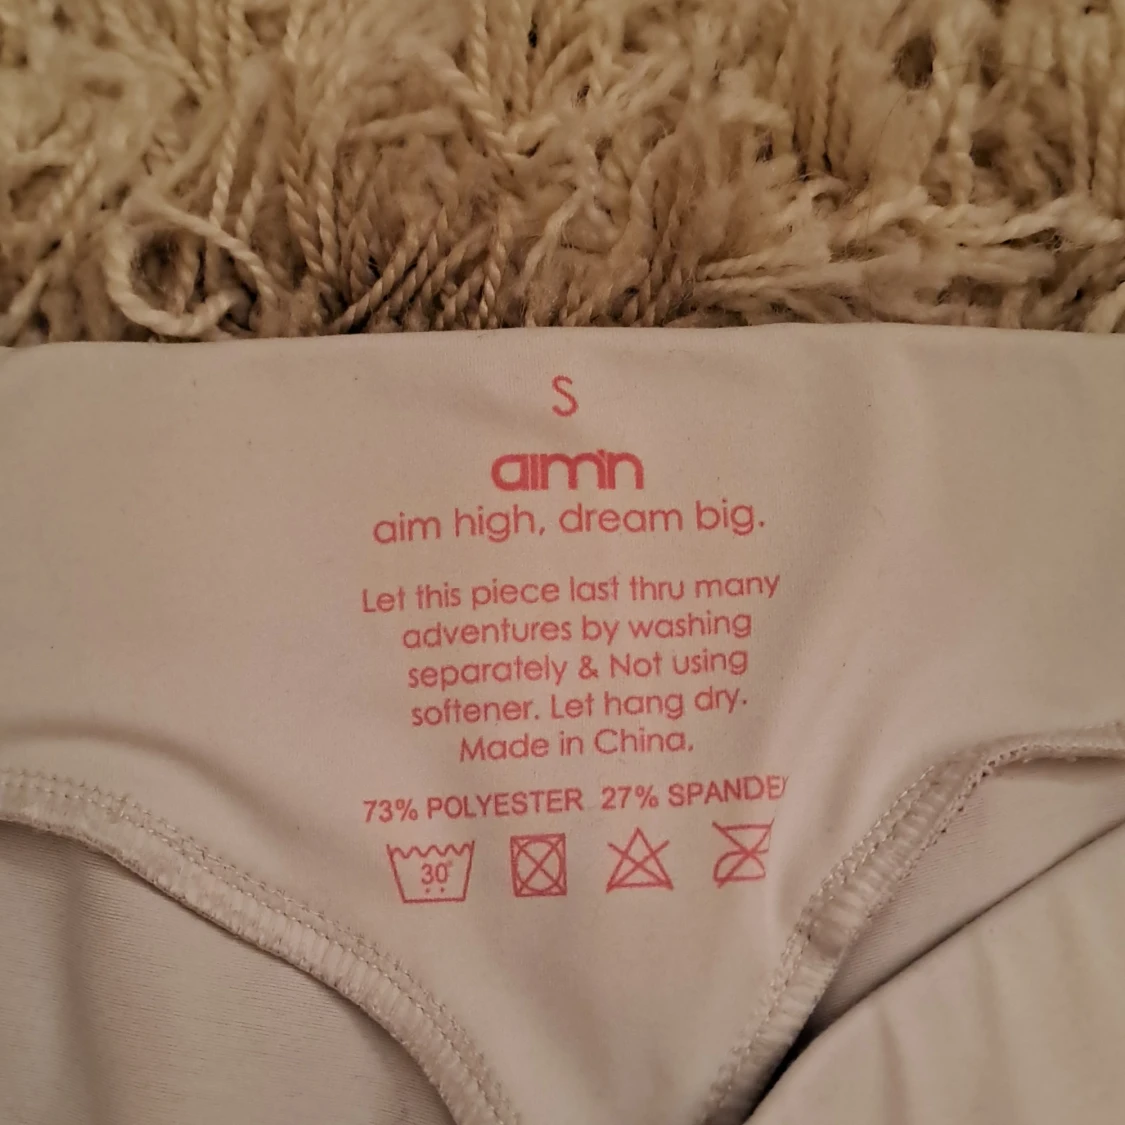 S
aim'n
aim high, dream big.
Let this piece last thru many
adventures by washing
separately & Not using
softener. Let hang dry.
Made in China.
73% POLYESTER 27% SPANDEX
30°